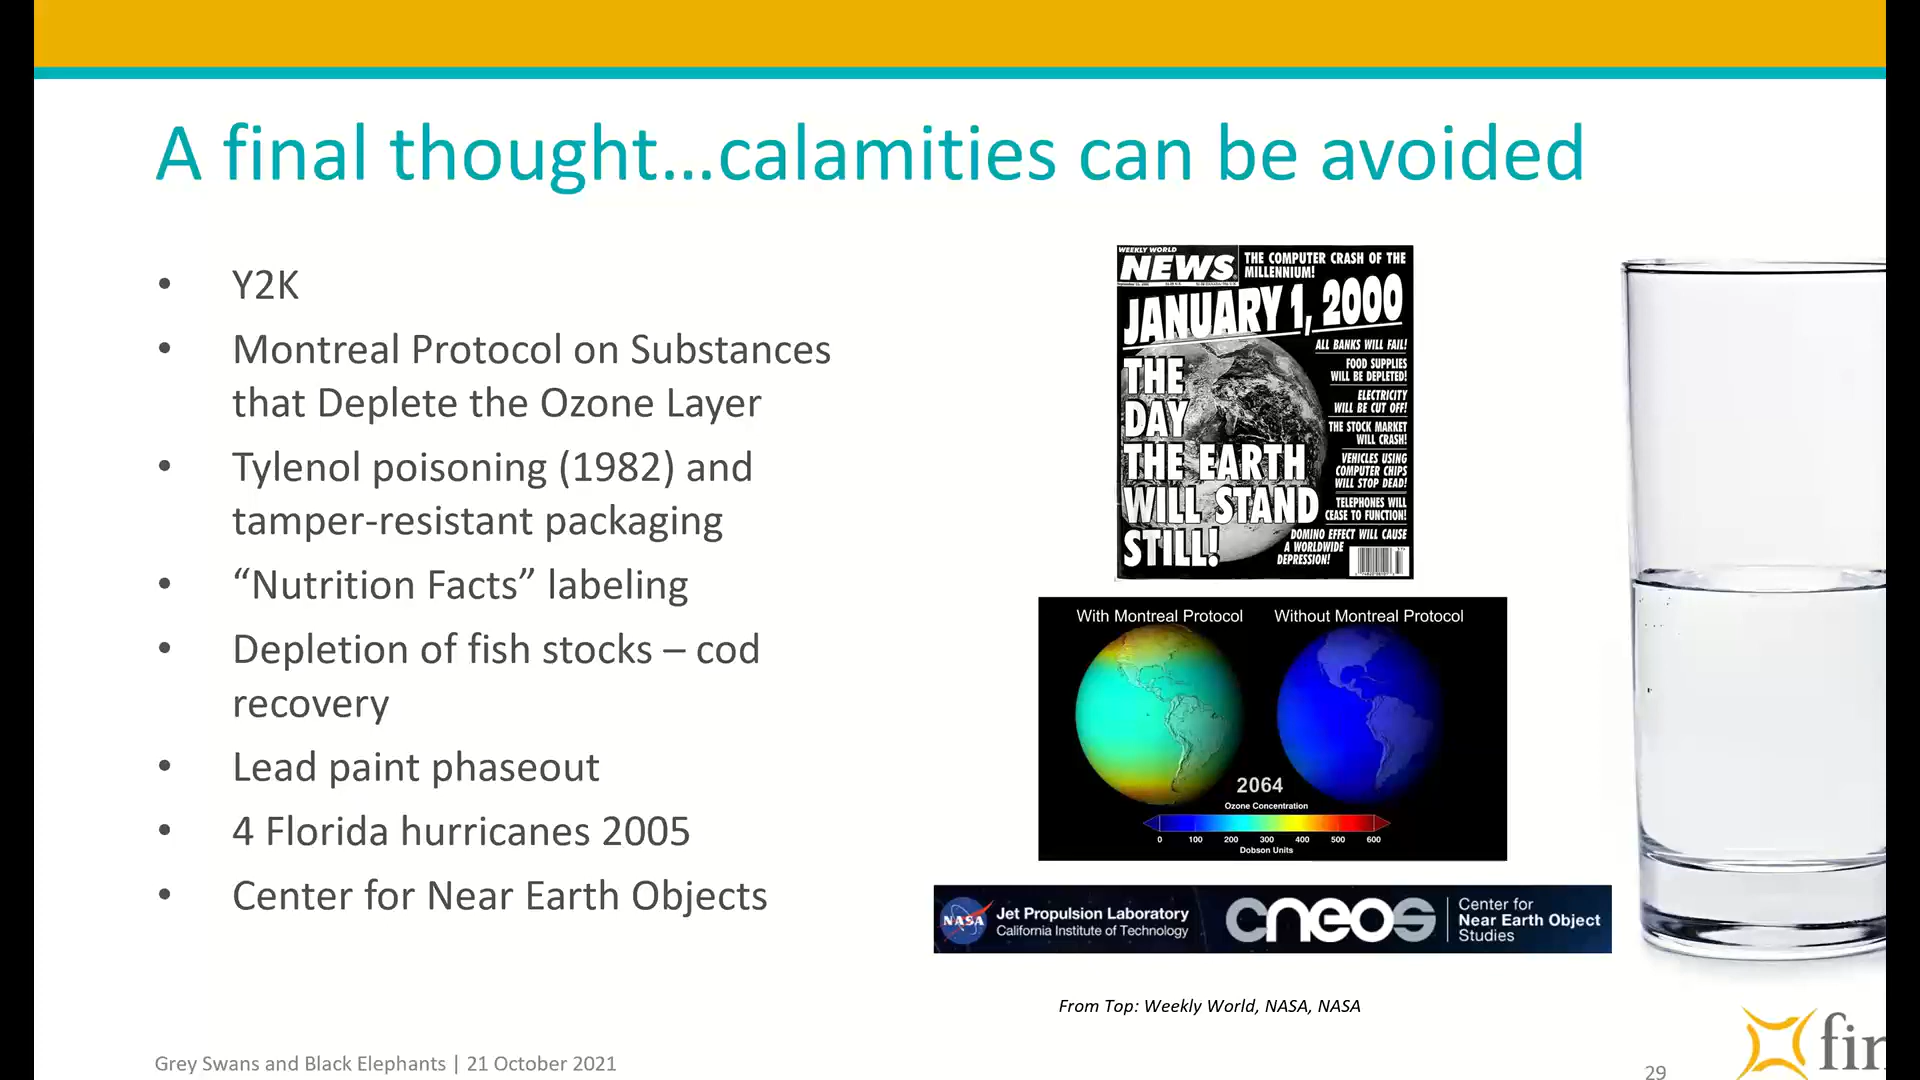 A final thought...calamities can be avoided
• Y2K
• Montreal Protocol on Substances
that Deplete the Ozone Layer
• Tylenol poisoning (1982) and
tamper-resistant packaging
• “Nutrition Facts” labeling
• Depletion of fish stocks – cod
recovery
• Lead paint phaseout
• 4 Florida hurricanes 2005
• Center for Near Earth Objects
WEEKLY WORLD
NEWS
THE COMPUTER CRASH OF THE
MILLENNIUM!
JANUARY 1, 2000
ALL BANKS WILL FAIL!
FOOD SUPPLIES
WILL BE DEPLETED!
ELECTRICITY
WILL BE CUT OFF!
THE STOCK MARKET
WILL CRASH!
VEHICLES USING
COMPUTER CHIPS
WILL STOP DEAD!
TELEPHONES WILL
CEASE TO FUNCTION!
DOMINO EFFECT WILL CAUSE
A WORLDWIDE
DEPRESSION!
THE
DAY
THE EARTH
WILL STAND
STILL!
With Montreal Protocol Without Montreal Protocol
2064
Ozone Concentration
0 100 200 300 400 500 600
Dobson Units
NASA
Jet Propulsion Laboratory
California Institute of Technology
cneos
Center for
Near Earth Object
Studies
From Top: Weekly World, NASA, NASA
Grey Swans and Black Elephants | 21 October 2021
29
fin